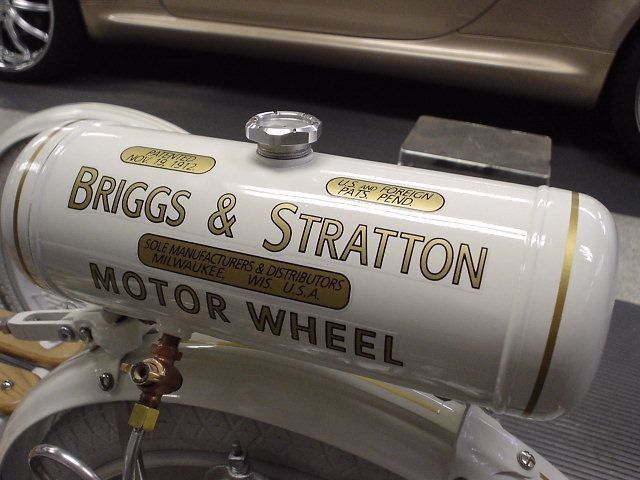 PATENTED
NOV. 19, 1912.
U.S. AND FOREIGN
PATS. PEND.
BRIGGS & STRATTON
SOLE MANUFACTURERS & DISTRIBUTORS
MILWAUKEE, WIS. U.S.A.
MOTOR WHEEL